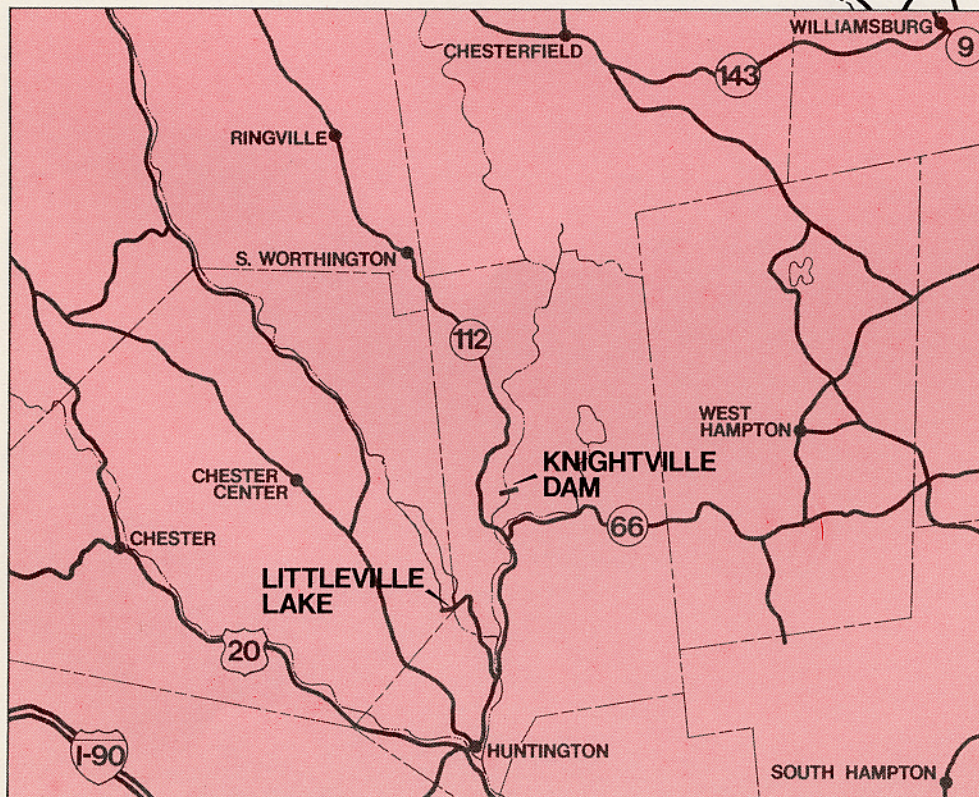 WILLIAMSBURG
9
CHESTERFIELD
143
RINGVILLE
S. WORTHINGTON
112
WEST
HAMPTON
KNIGHTVILLE
DAM
CHESTER
CENTER
66
CHESTER
LITTLEVILLE
LAKE
20
I-90
HUNTINGTON
SOUTH HAMPTON